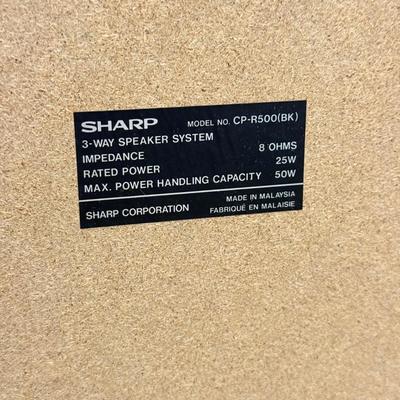 SHARP MODEL NO. CP-R500(BK)
3-WAY SPEAKER SYSTEM
IMPEDANCE 8 OHMS
RATED POWER 25W
MAX. POWER HANDLING CAPACITY 50W
SHARP CORPORATION MADE IN MALAYSIA
FABRIQUÉ EN MALAISIE